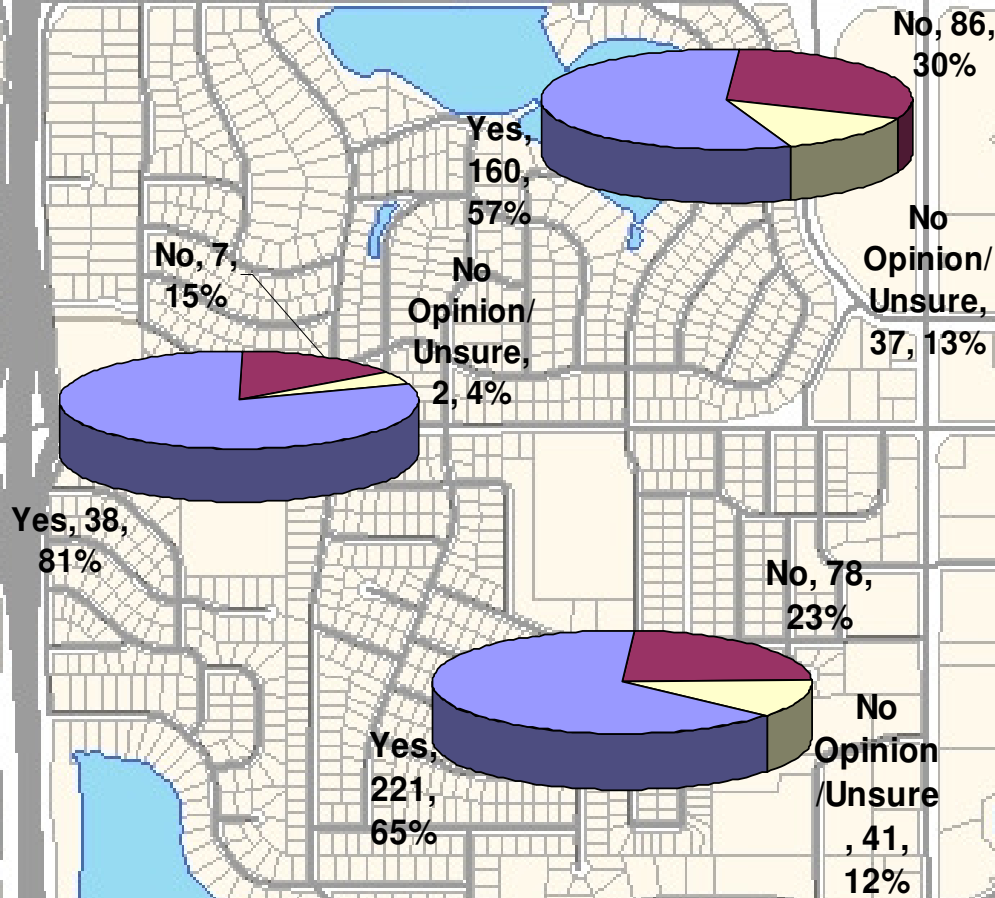 No, 86,
30%
Yes,
160,
57%
No
Opinion/
Unsure,
37, 13%
No, 7,
15%
No
Opinion/
Unsure,
2, 4%
Yes, 38,
81%
No, 78,
23%
No
Opinion
/Unsure
, 41,
12%
Yes,
221,
65%